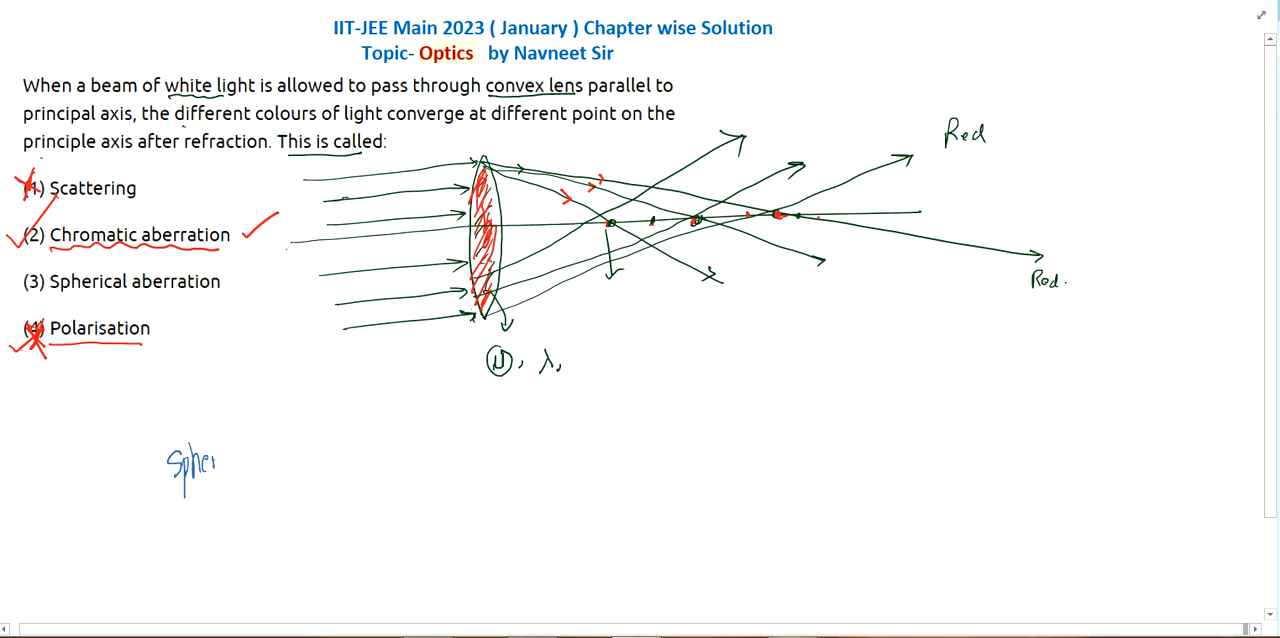 IIT-JEE Main 2023 ( January ) Chapter wise Solution
Topic- Optics by Navneet Sir
When a beam of white light is allowed to pass through convex lens parallel to
principal axis, the different colours of light converge at different point on the
principle axis after refraction. This is called:
(1) Scattering
(2) Chromatic aberration
(3) Spherical aberration
(4) Polarisation
Red
Red.
λ,
Spher